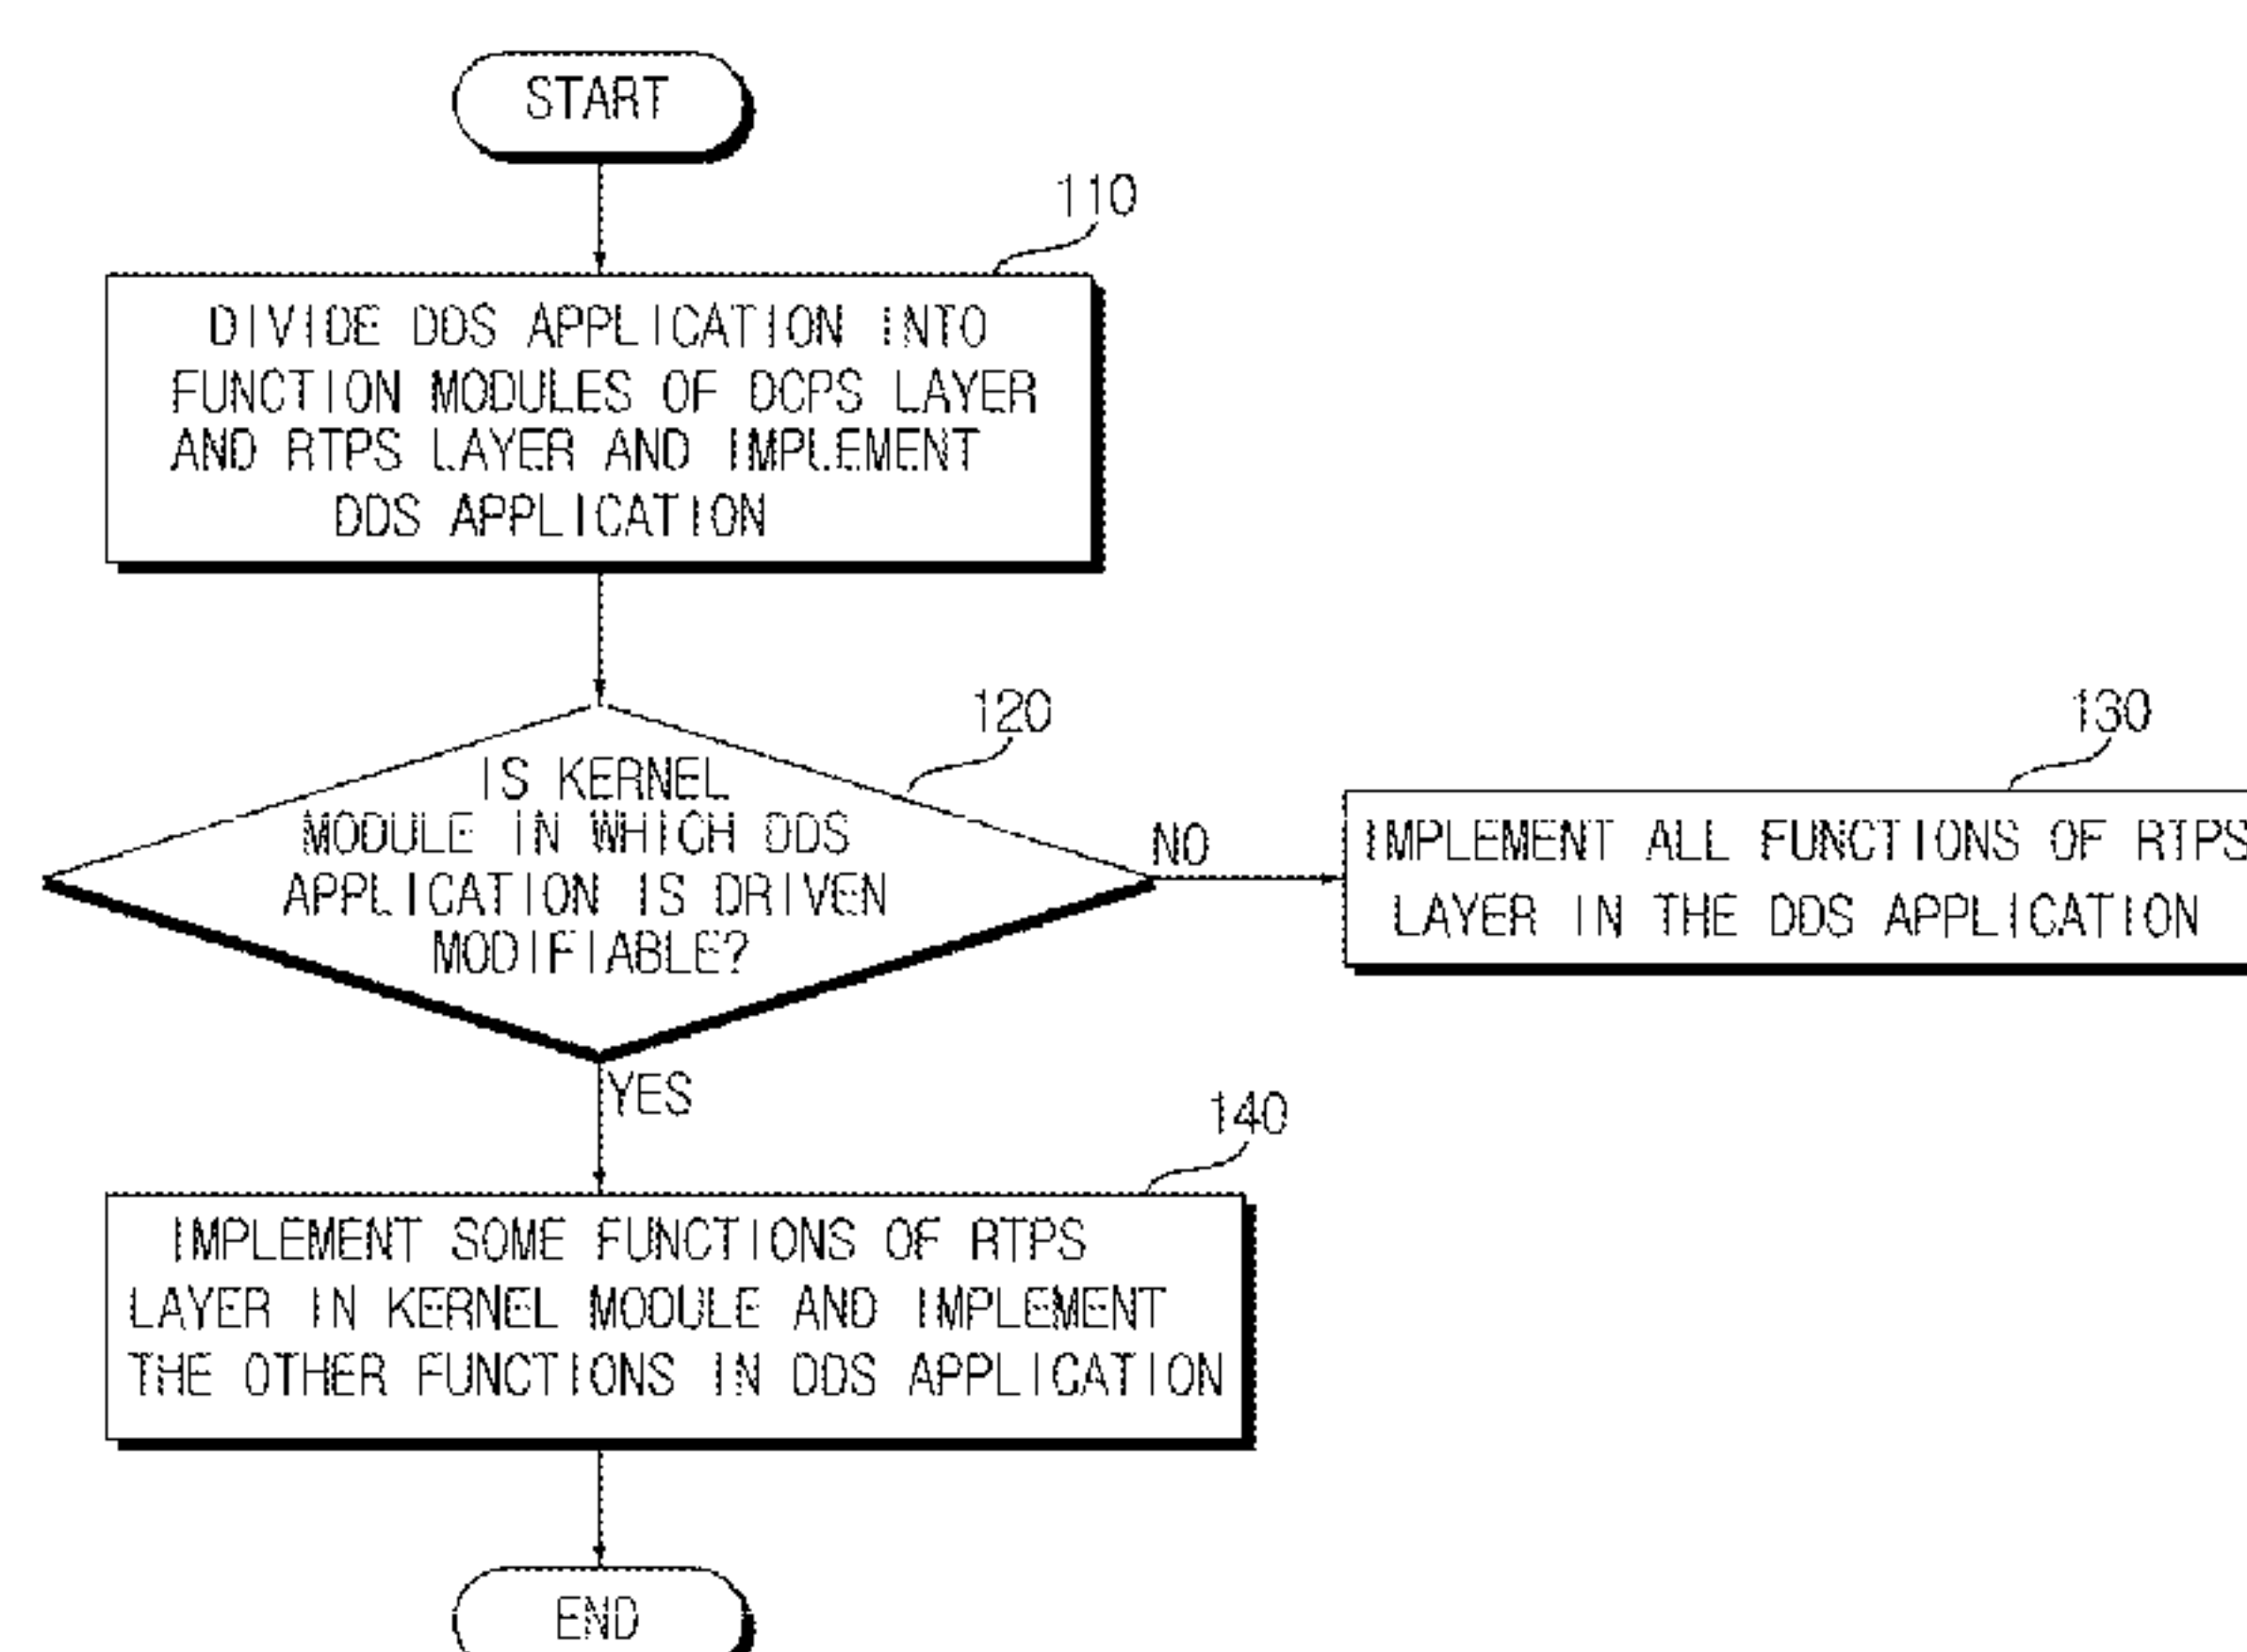 START
110
DIVIDE DDS APPLICATION INTO
FUNCTION MODULES OF DCPS LAYER
AND RTPS LAYER AND IMPLEMENT
DDS APPLICATION
120
IS KERNEL
MODULE IN WHICH DDS
APPLICATION IS DRIVEN
MODIFIABLE?
NO
130
IMPLEMENT ALL FUNCTIONS OF RTPS
LAYER IN THE DDS APPLICATION
YES
140
IMPLEMENT SOME FUNCTIONS OF RTPS
LAYER IN KERNEL MODULE AND IMPLEMENT
THE OTHER FUNCTIONS IN DDS APPLICATION
END